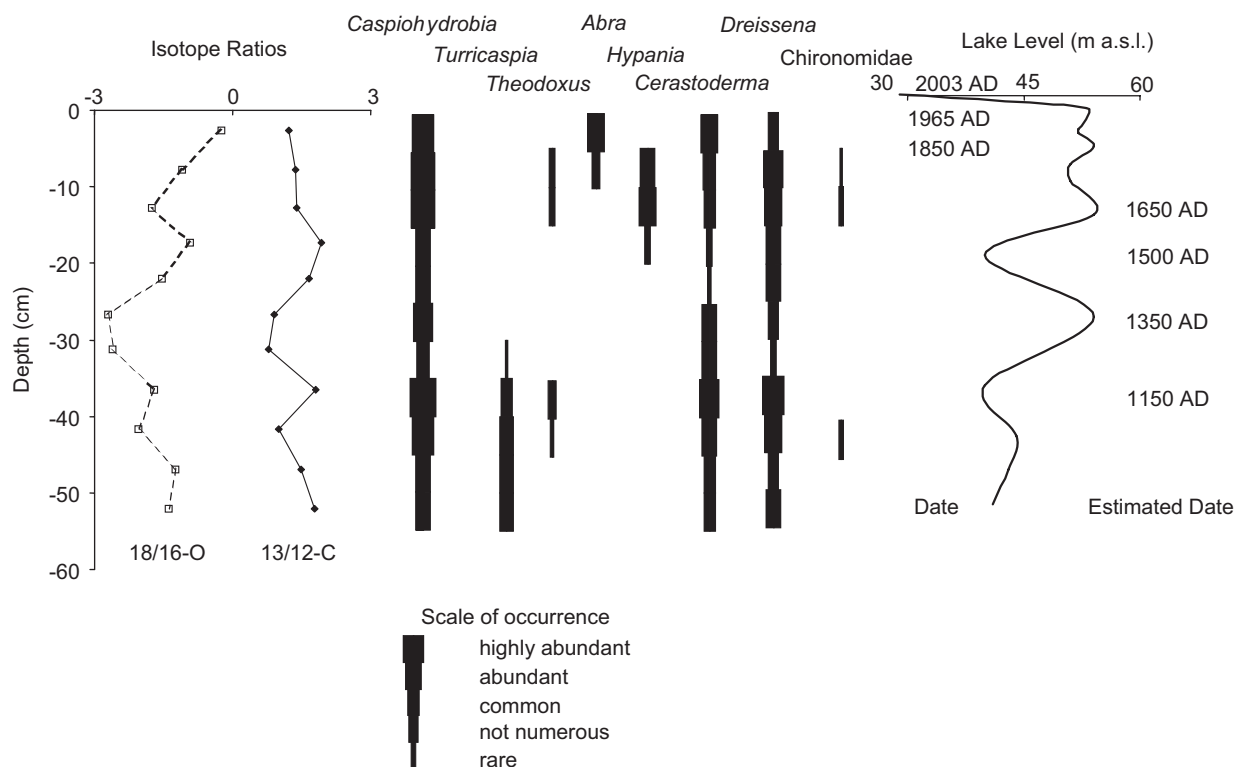 Caspiohydrobia Abra Dreissena
Isotope Ratios Turricaspia Hypania Chironomidae Lake Level (m a.s.l.)
Theodoxus Cerastoderma
-3 0 3 30 2003 AD 45 60
0
1965 AD
1850 AD
-10
1650 AD
-20
1500 AD
-30
1350 AD
-40
1150 AD
-50
Date Estimated Date
18/16-O 13/12-C
-60
Depth (cm)
Scale of occurrence
highly abundant
abundant
common
not numerous
rare